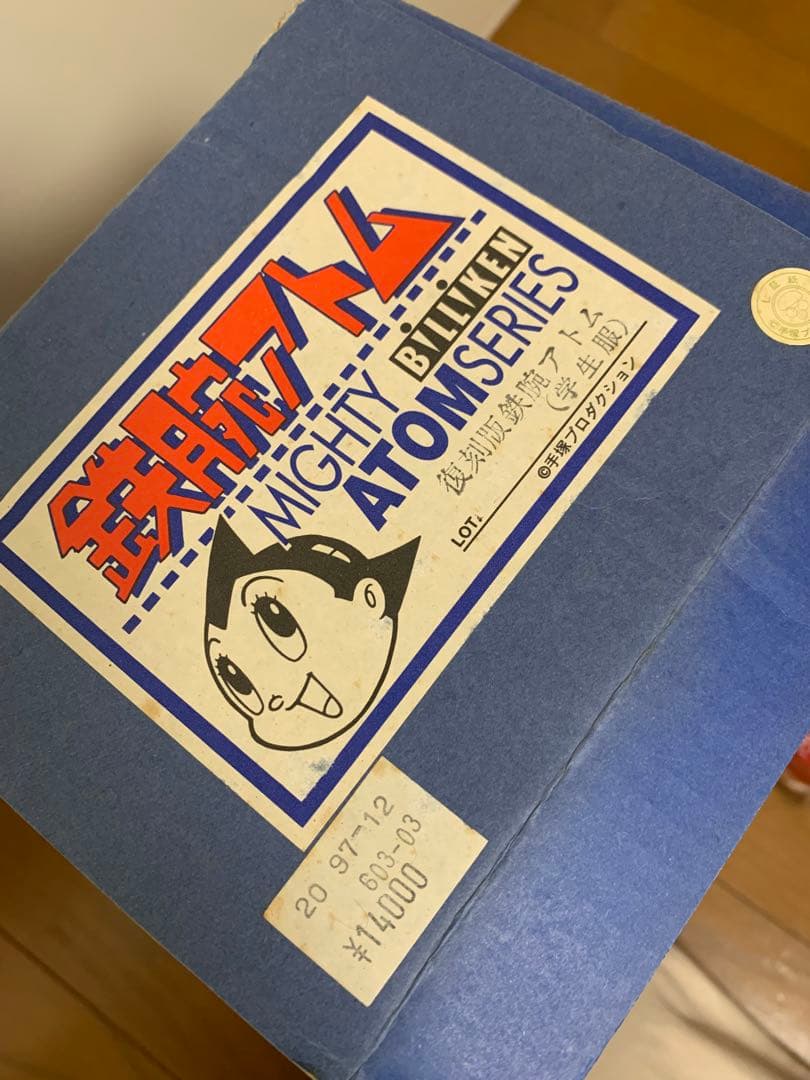 鉄腕アトム
MIGHTY
BILLIKEN
ATOMSERIES
復刻版鉄腕アトム
(学生服)
LOT.
©手塚プロダクション
20 97-12
603-03
¥14000